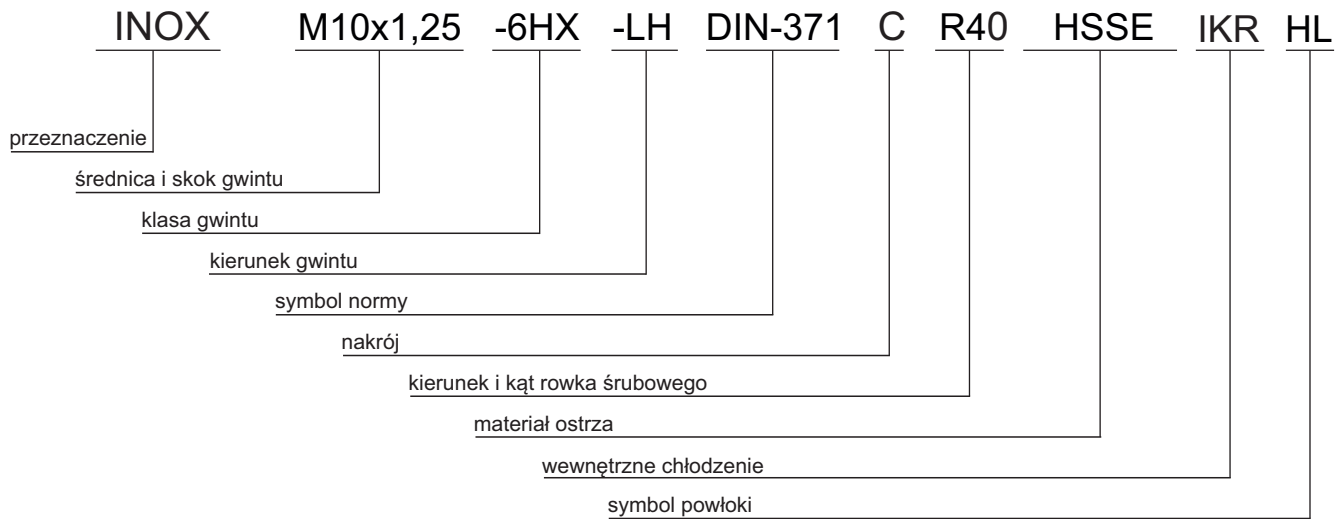 INOX M10x1,25 -6HX -LH DIN-371 C R40 HSSE IKR HL
przeznaczenie
średnica i skok gwintu
klasa gwintu
kierunek gwintu
symbol normy
nakrój
kierunek i kąt rowka śrubowego
materiał ostrza
wewnętrzne chłodzenie
symbol powłoki